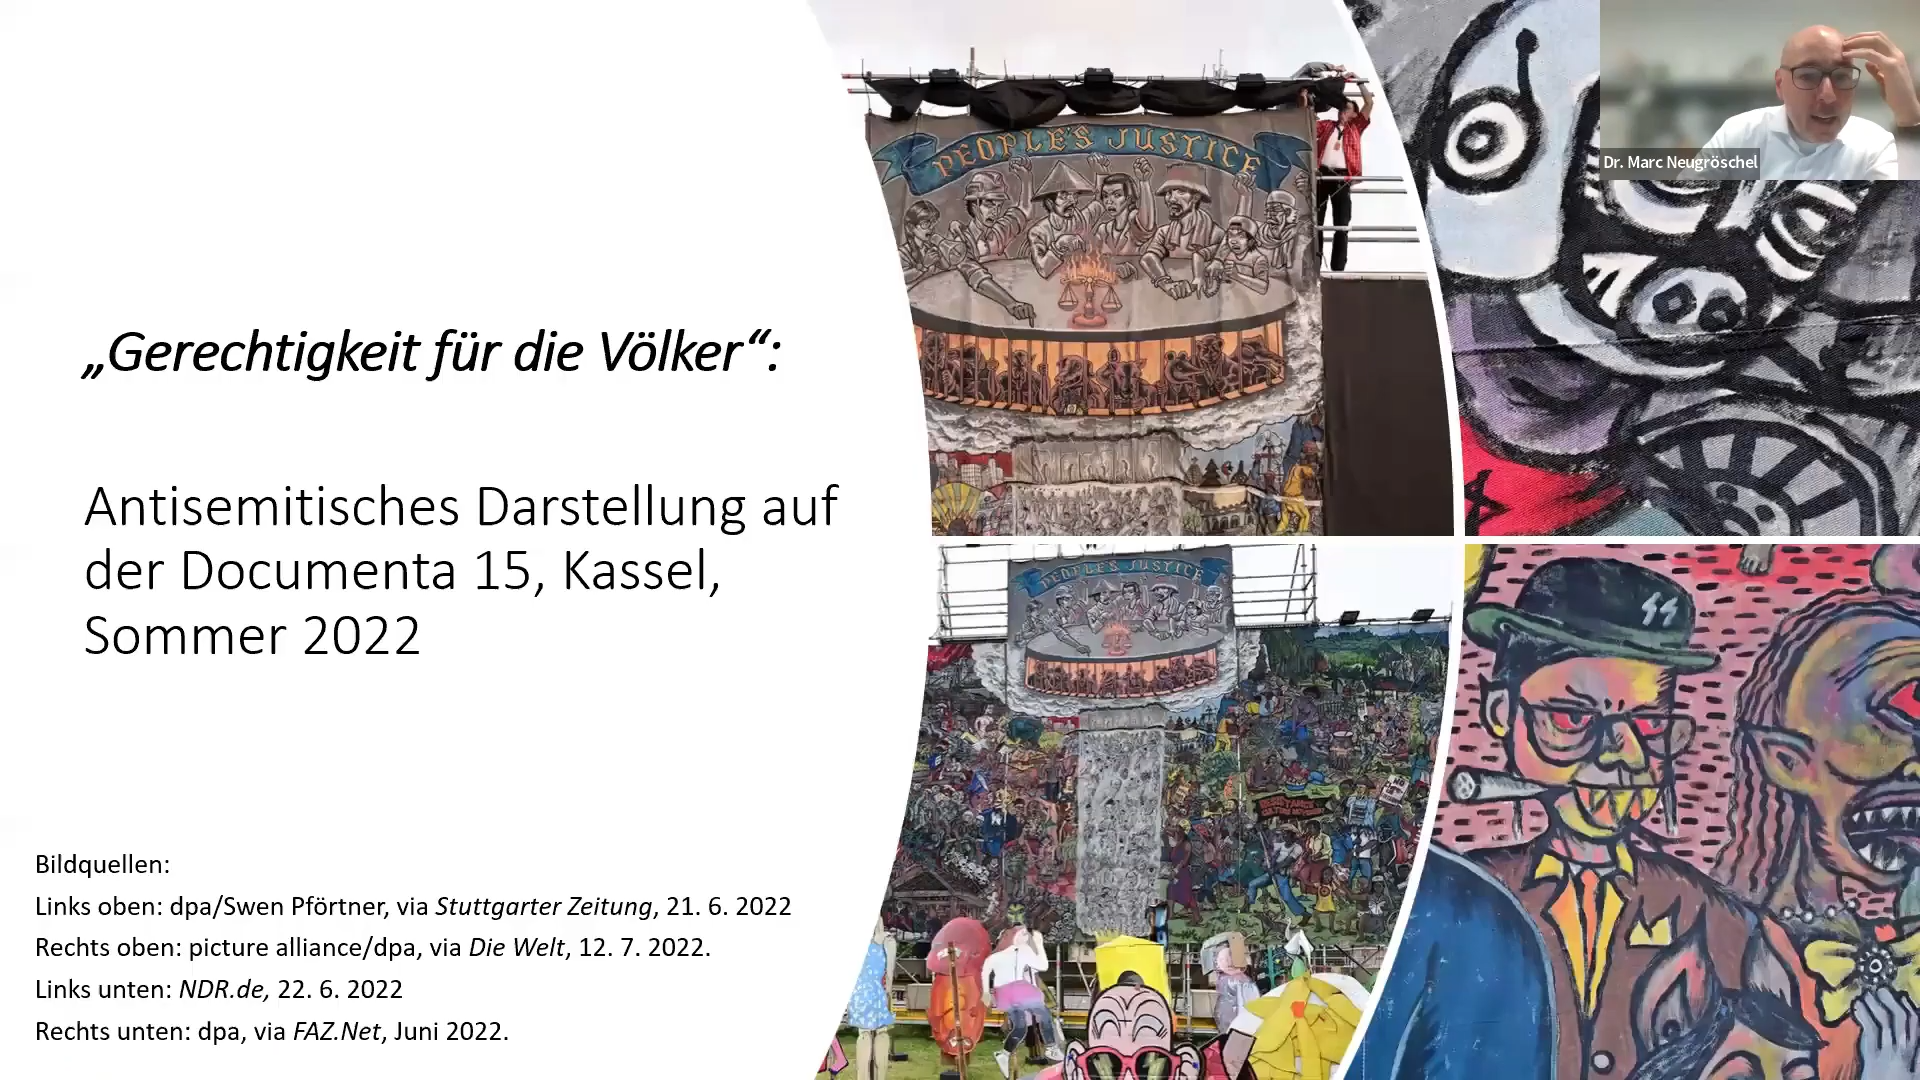 „Gerechtigkeit für die Völker“:
Antisemitisches Darstellung auf
der Documenta 15, Kassel,
Sommer 2022
Bildquellen:
Links oben: dpa/Swen Pförtner, via Stuttgarter Zeitung, 21. 6. 2022
Rechts oben: picture alliance/dpa, via Die Welt, 12. 7. 2022.
Links unten: NDR.de, 22. 6. 2022
Rechts unten: dpa, via FAZ.Net, Juni 2022.
PEOPLE'S JUSTICE
Dr. Marc Neugröschel
PEOPLE'S JUSTICE
RESISTANCE